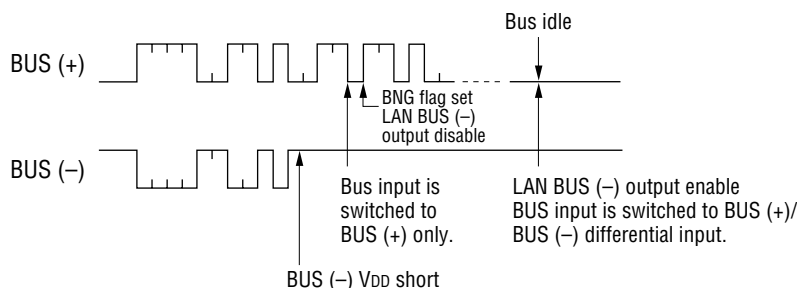 Bus idle
BUS (+)
BNG flag set
LAN BUS (–)
output disable
BUS (–)
Bus input is
switched to
BUS (+) only.
LAN BUS (–) output enable
BUS input is switched to BUS (+)/
BUS (–) differential input.
BUS (–) VDD short